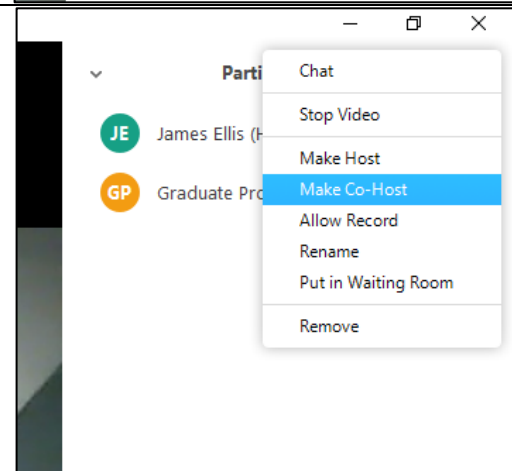 Parti
JE James Ellis (H
GP Graduate Pro
Chat
Stop Video
Make Host
Make Co-Host
Allow Record
Rename
Put in Waiting Room
Remove